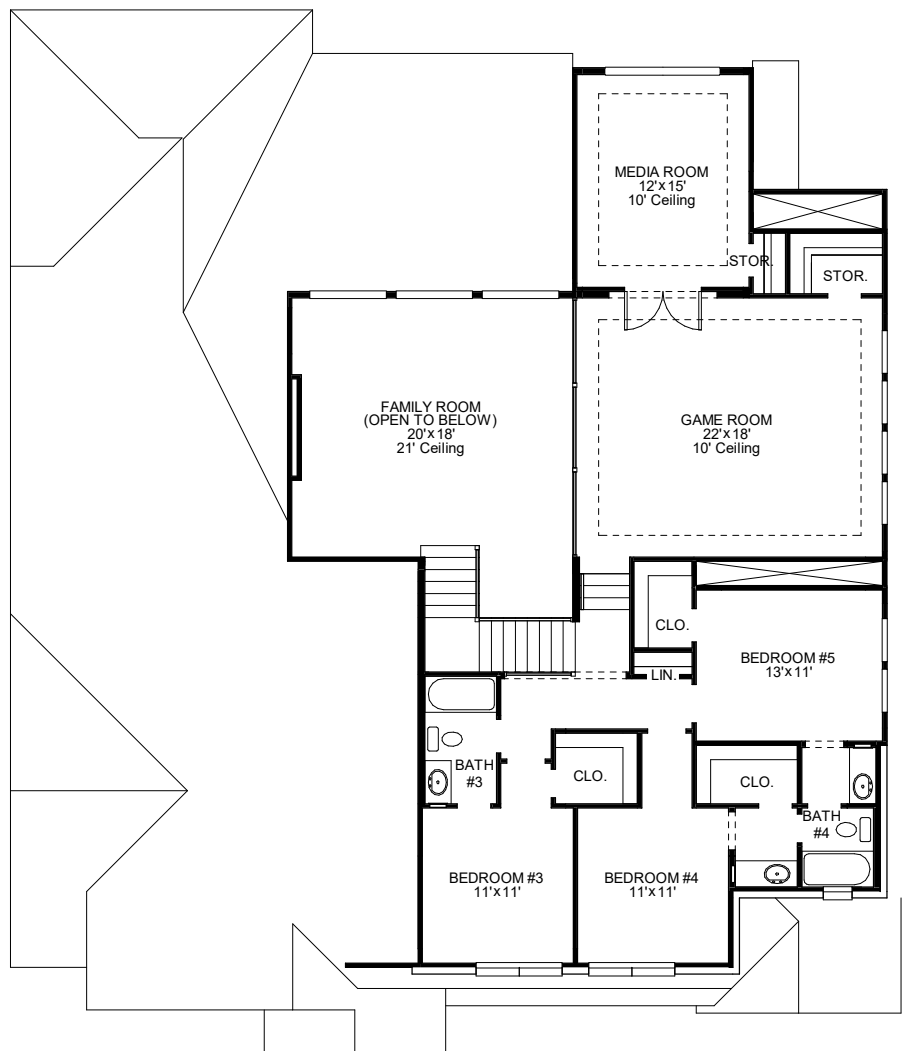 MEDIA ROOM
12'x15'
10' Ceiling
STOR.
STOR.
FAMILY ROOM
(OPEN TO BELOW)
20'x18'
21' Ceiling
GAME ROOM
22'x18'
10' Ceiling
CLO.
LIN.
BEDROOM #5
13'x11'
BATH
#3
CLO.
CLO.
BATH
#4
BEDROOM #3
11'x11'
BEDROOM #4
11'x11'